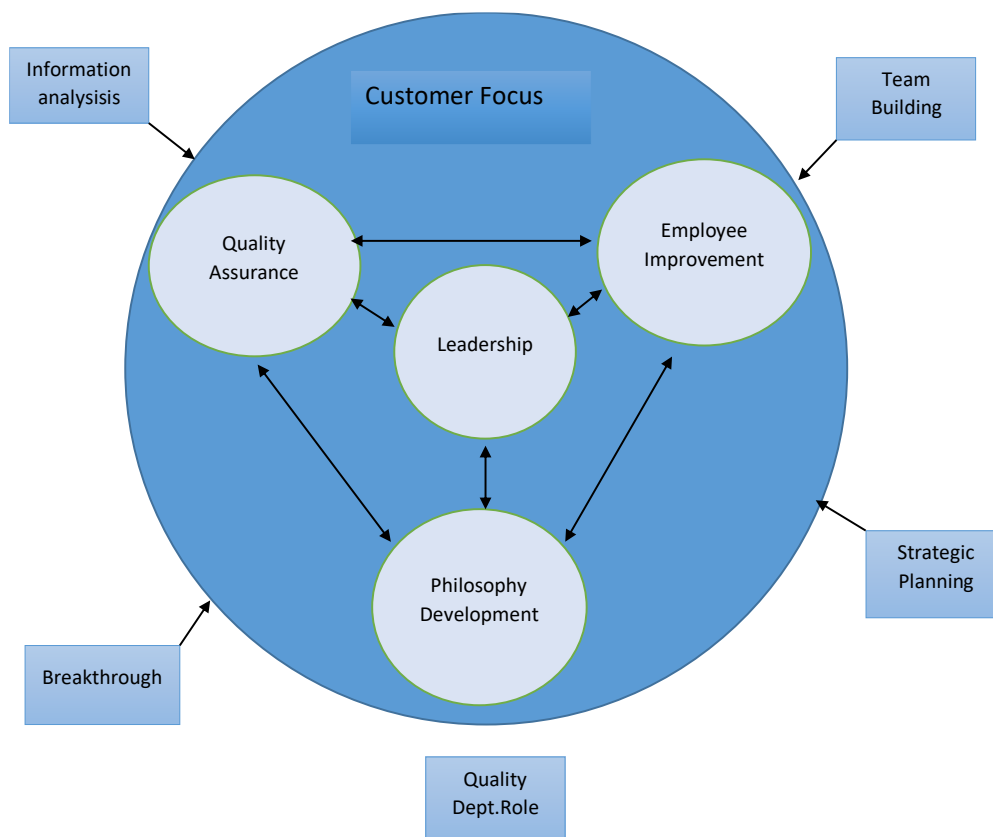 Information
analysisis
Customer Focus
Team
Building
Quality
Assurance
Employee
Improvement
Leadership
Strategic
Planning
Philosophy
Development
Breakthrough
Quality
Dept.Role